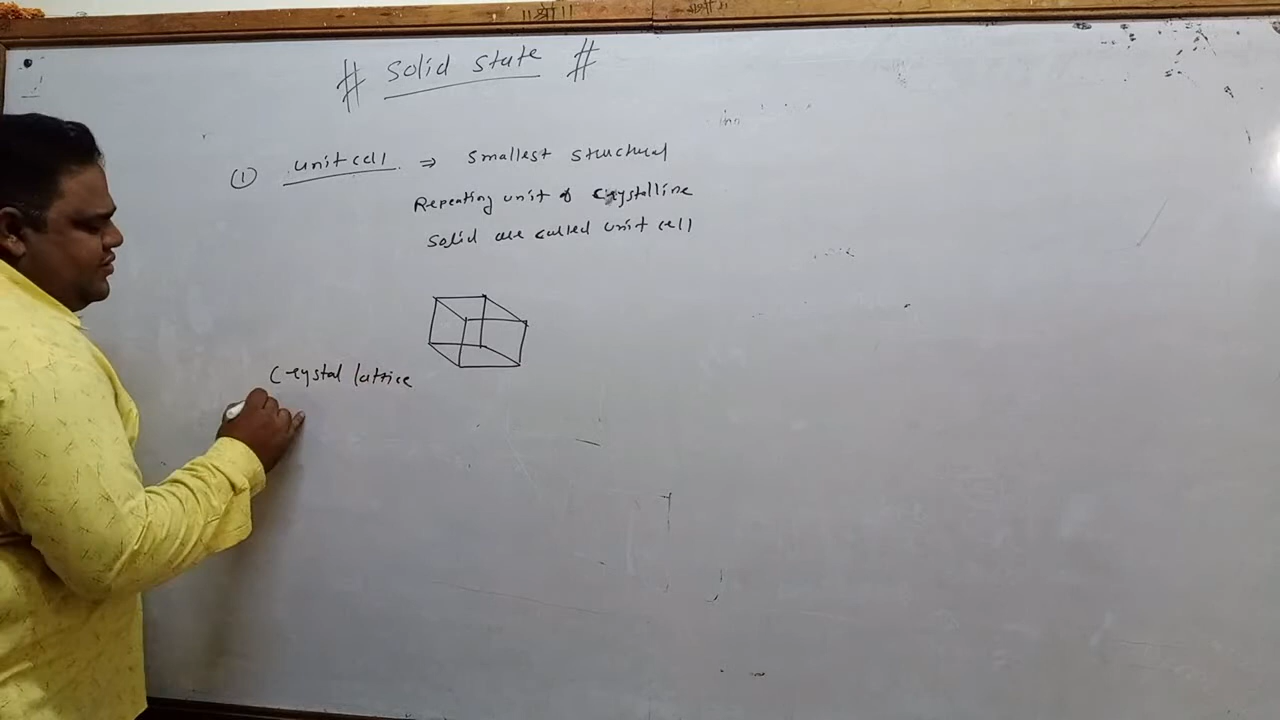 ॥श्री॥
# Solid State #
① unit cell ⇒ Smallest structural
Repeating unit of Crystalline
Solid are called unit cell
Crystal lattice